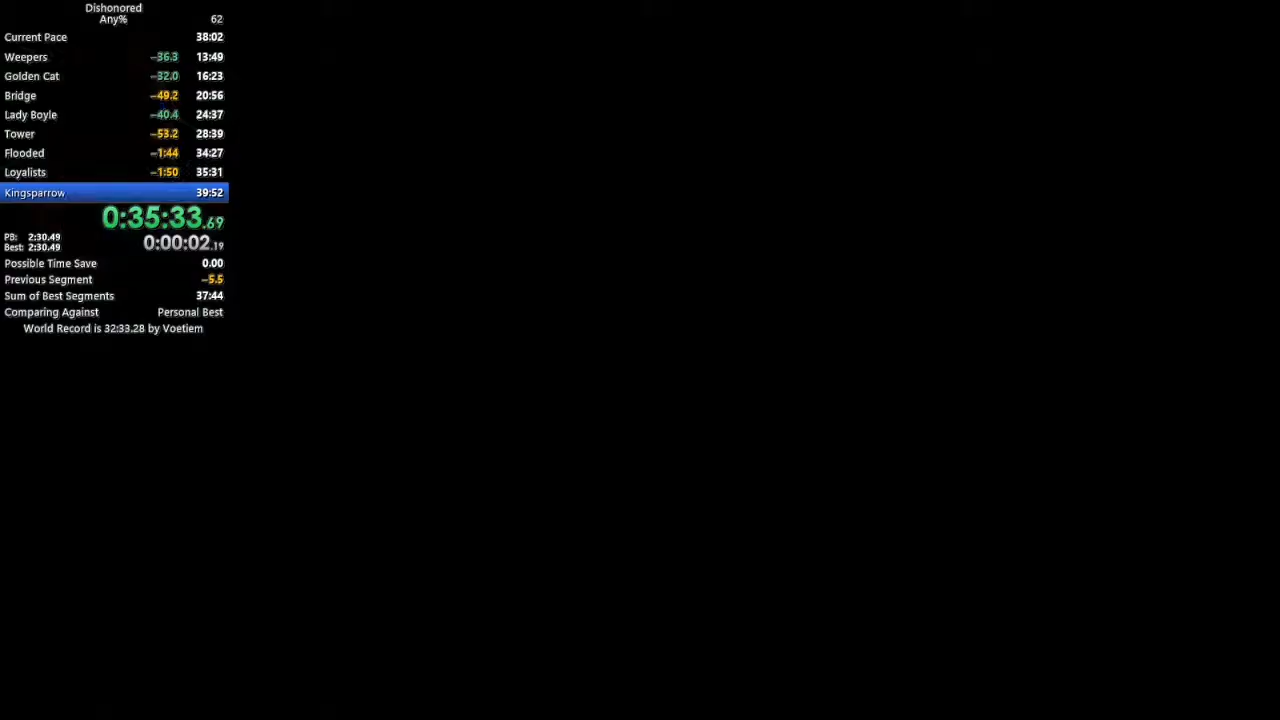 Dishonored
Any% 62
Current Pace 38:02
Weepers −36.3 13:49
Golden Cat −32.0 16:23
Bridge −49.2 20:56
Lady Boyle −40.4 24:37
Tower −53.2 28:39
Flooded −1:44 34:27
Loyalists −1:50 35:31
Kingsparrow 39:52
0:35:33.69
PB: 2:30.49
Best: 2:30.49
0:00:02.19
Possible Time Save 0.00
Previous Segment −5.5
Sum of Best Segments 37:44
Comparing Against Personal Best
World Record is 32:33.28 by Voetiem